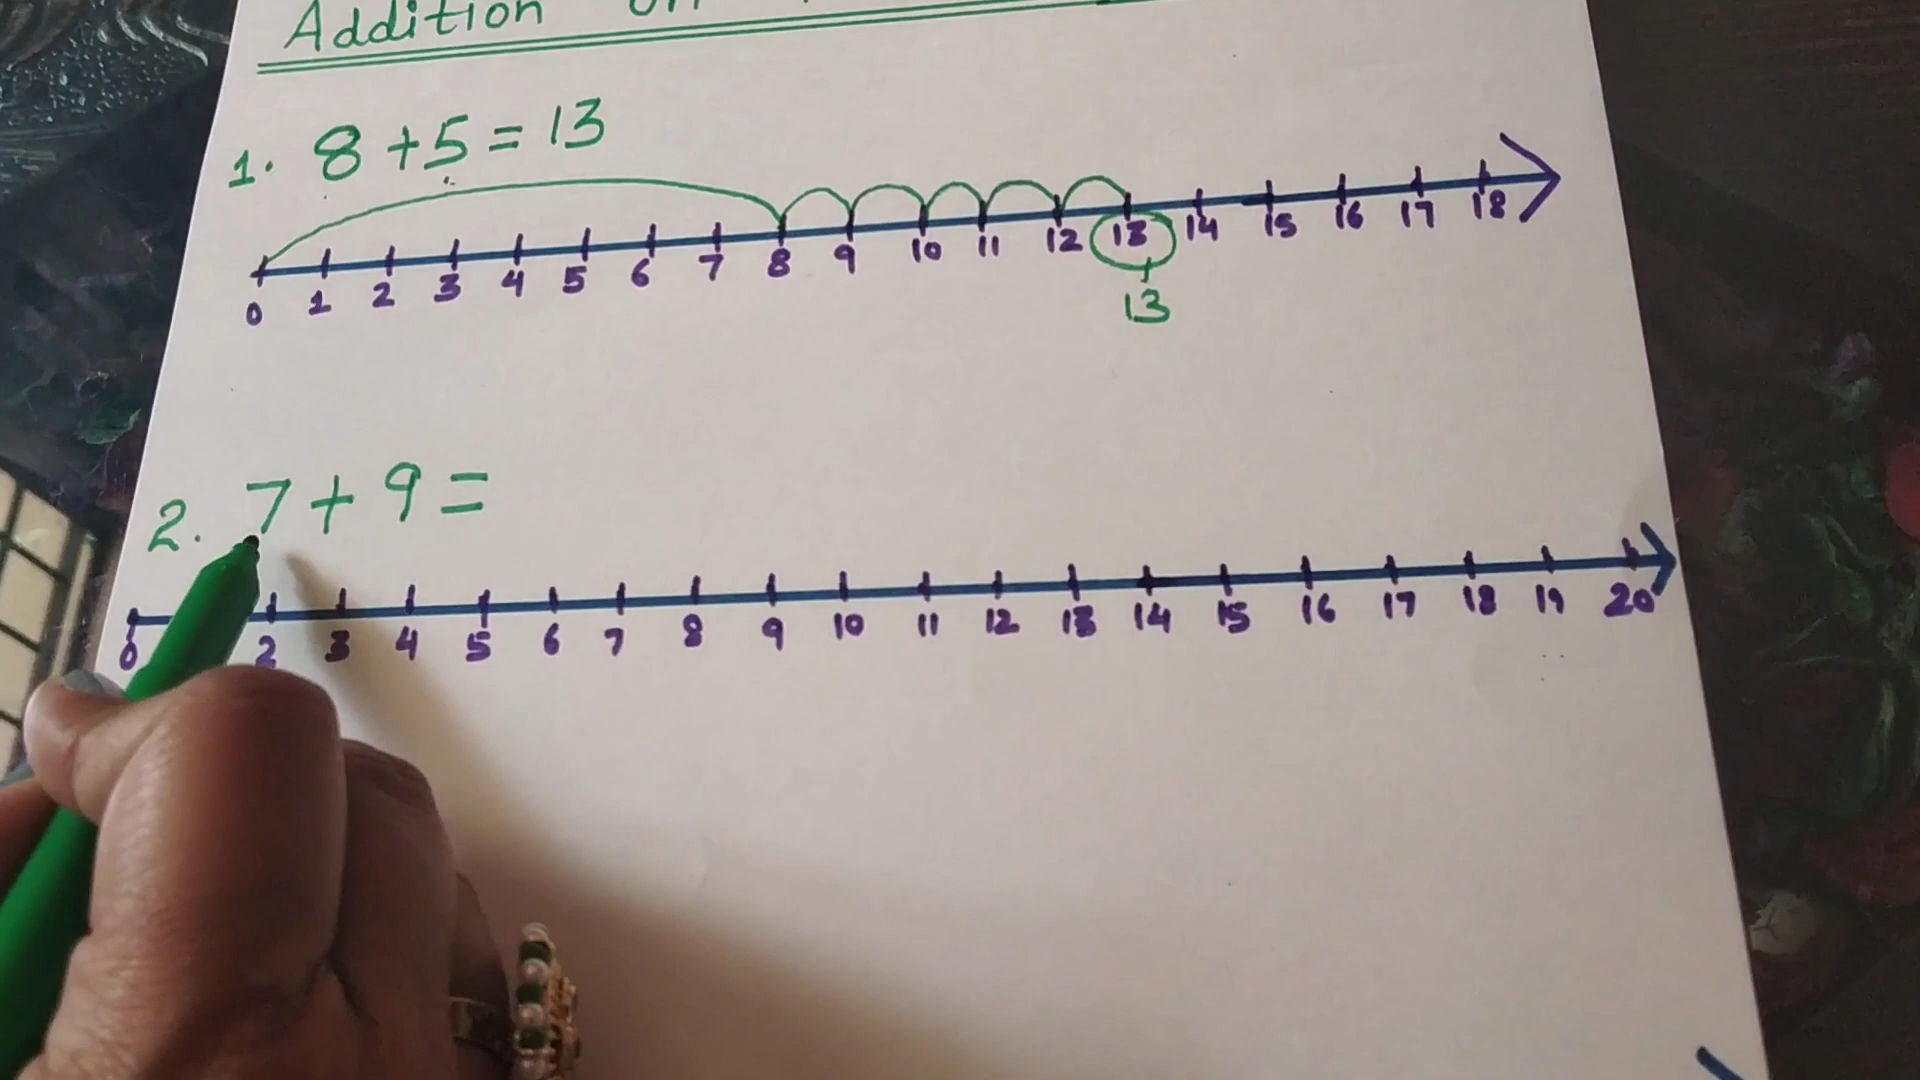 Addition on
1. 8+5=13
0 1 2 3 4 5 6 7 8 9 10 11 12 13 14 15 16 17 18
13
2. 7+9=
0 2 3 4 5 6 7 8 9 10 11 12 13 14 15 16 17 18 19 20